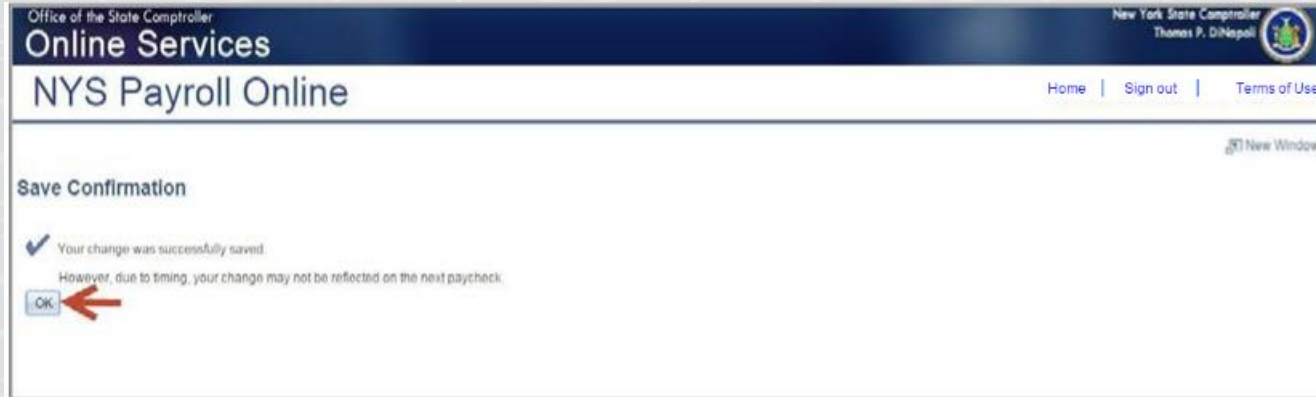 Office of the State Comptroller
Online Services
New York State Comptroller
Thomas P. DiNapoli
NYS Payroll Online
Home | Sign out | Terms of Use
New Window
Save Confirmation
Your change was successfully saved.
However, due to timing, your change may not be reflected on the next paycheck.
OK